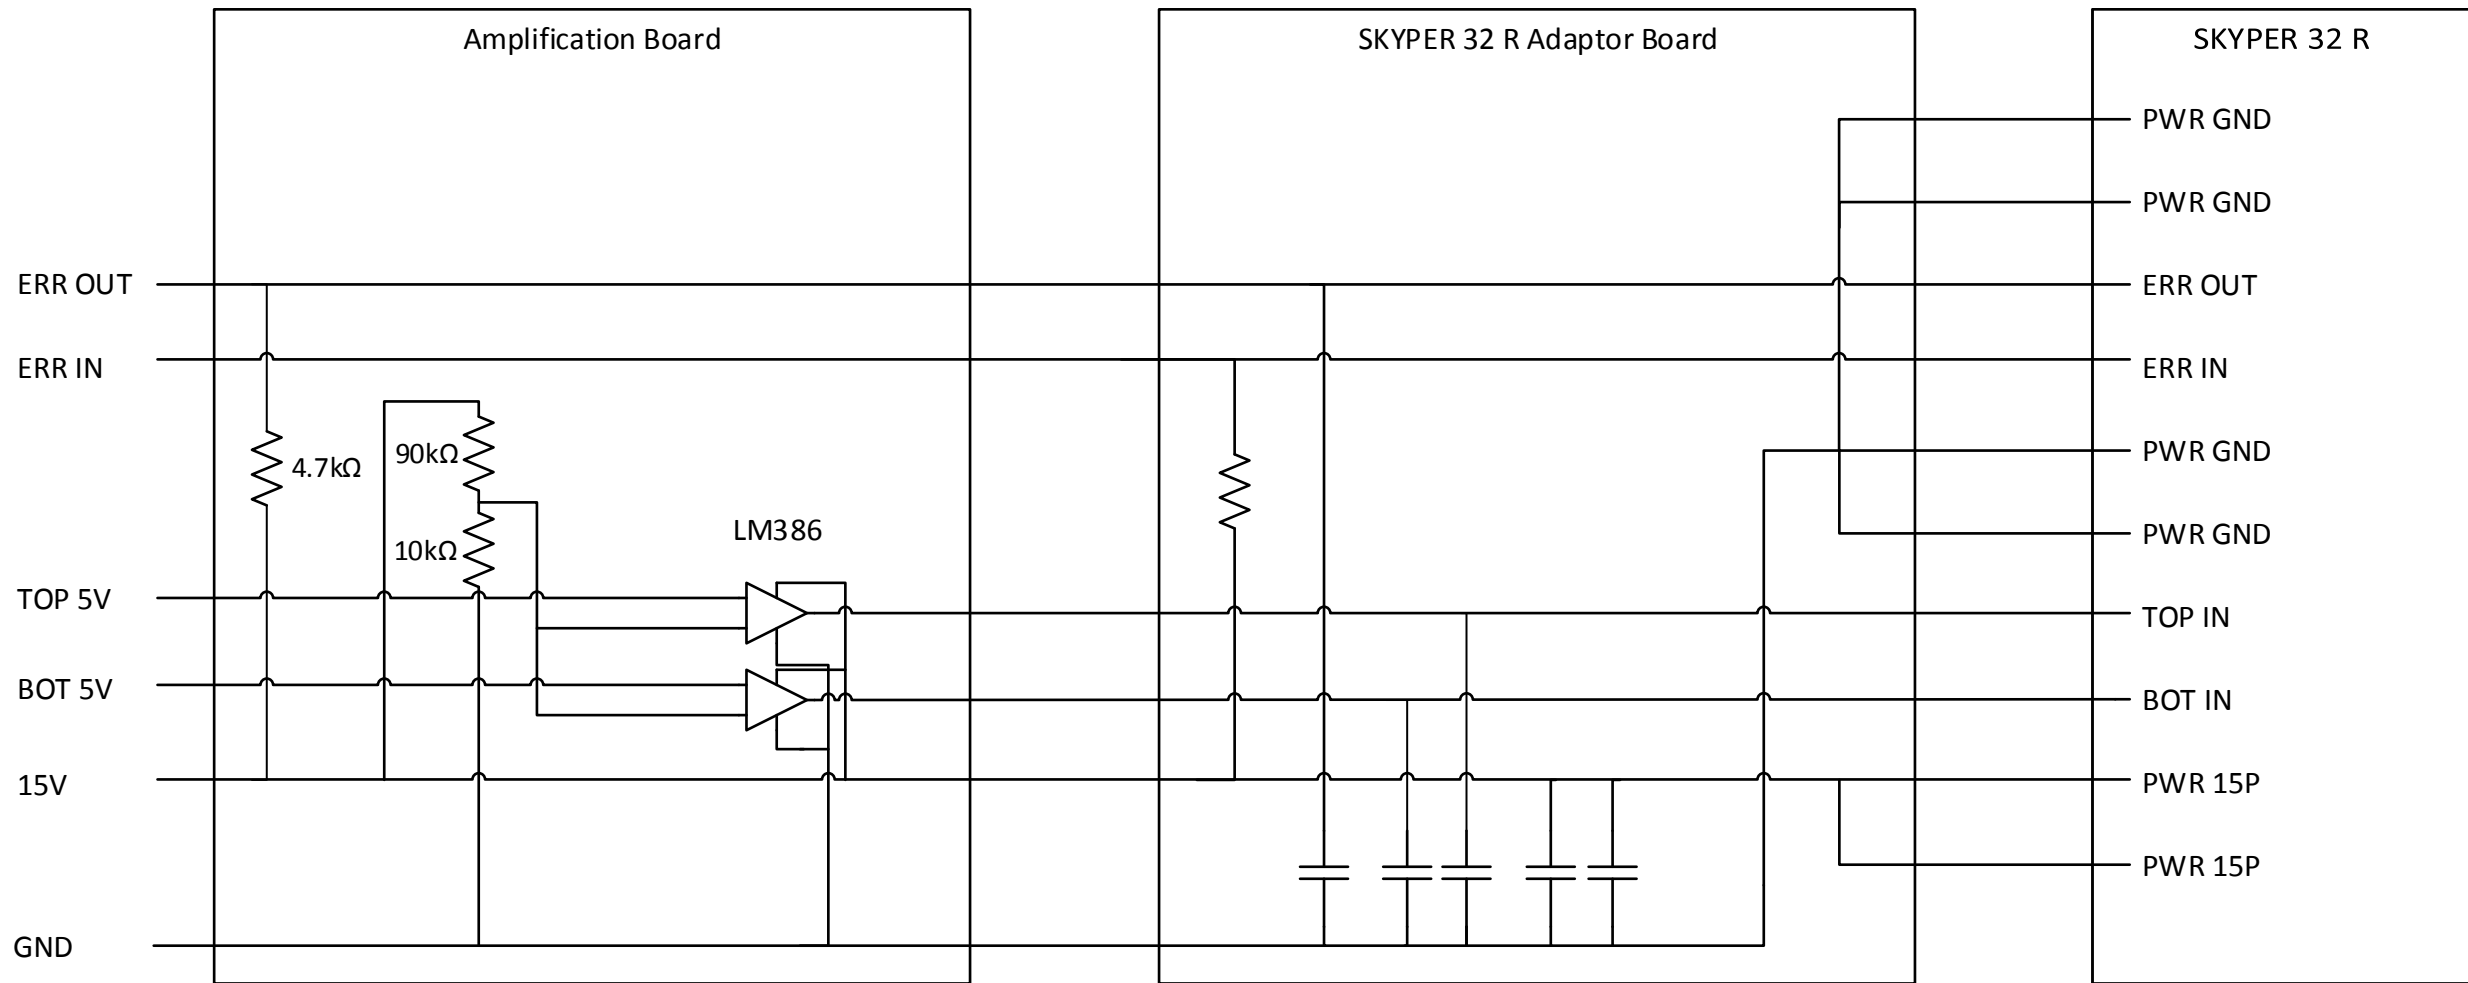 Amplification Board
SKYPER 32 R Adaptor Board
SKYPER 32 R
PWR GND
PWR GND
ERR OUT
ERR OUT
ERR IN
ERR IN
PWR GND
90kΩ
4.7kΩ
LM386
PWR GND
10kΩ
TOP 5V
TOP IN
BOT 5V
BOT IN
15V
PWR 15P
PWR 15P
GND